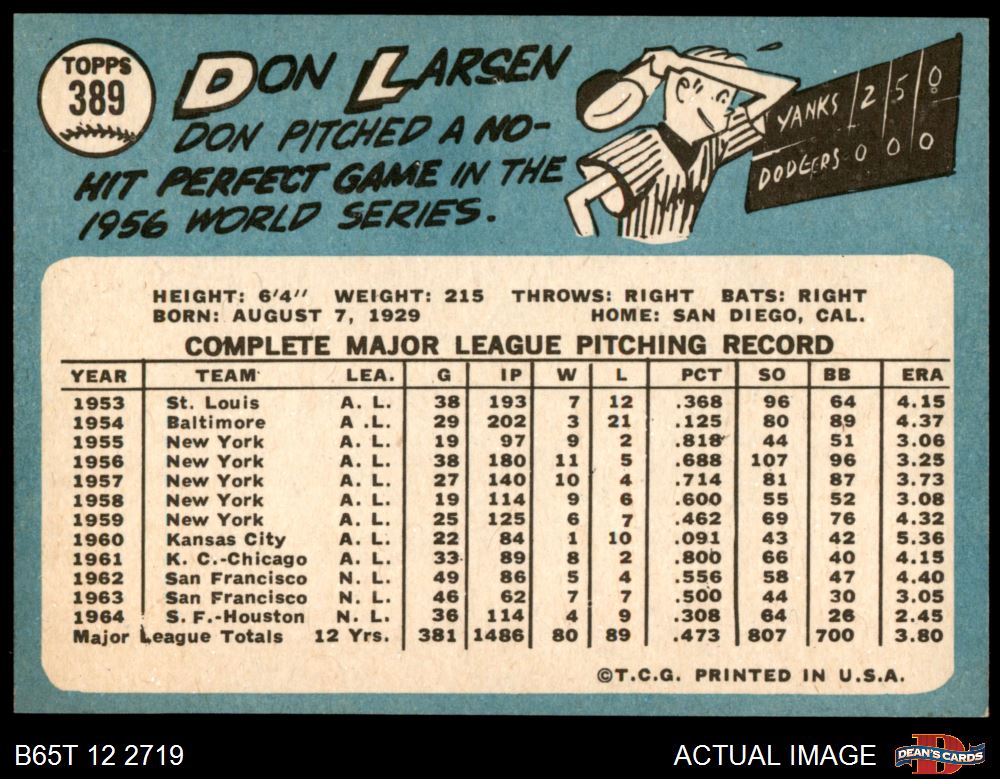 TOPPS
389
DON LARSEN
DON PITCHED A NO-
HIT PERFECT GAME IN THE
1956 WORLD SERIES.
YANKS 2 5 0
DODGERS 0 0 0
HEIGHT: 6'4" WEIGHT: 215 THROWS: RIGHT BATS: RIGHT
BORN: AUGUST 7, 1929 HOME: SAN DIEGO, CAL.
COMPLETE MAJOR LEAGUE PITCHING RECORD
YEAR TEAM LEA. G IP W L PCT SO BB ERA
1953 St. Louis A. L. 38 193 7 12 .368 96 64 4.15
1954 Baltimore A. L. 29 202 3 21 .125 80 89 4.37
1955 New York A. L. 19 97 9 2 .818 44 51 3.06
1956 New York A. L. 38 180 11 5 .688 107 96 3.25
1957 New York A. L. 27 140 10 4 .714 81 87 3.73
1958 New York A. L. 19 114 9 6 .600 55 52 3.08
1959 New York A. L. 25 125 6 7 .462 69 76 4.32
1960 Kansas City A. L. 22 84 1 10 .091 43 42 5.36
1961 K. C.-Chicago A. L. 33 89 8 2 .800 66 40 4.15
1962 San Francisco N. L. 49 86 5 4 .556 58 47 4.40
1963 San Francisco N. L. 46 62 7 7 .500 44 30 3.05
1964 S. F.-Houston N. L. 36 114 4 9 .308 64 26 2.45
Major League Totals 12 Yrs. 381 1486 80 89 .473 807 700 3.80
©T.C.G. PRINTED IN U.S.A.
B65T 12 2719 ACTUAL IMAGE
D
DEAN'S CARDS